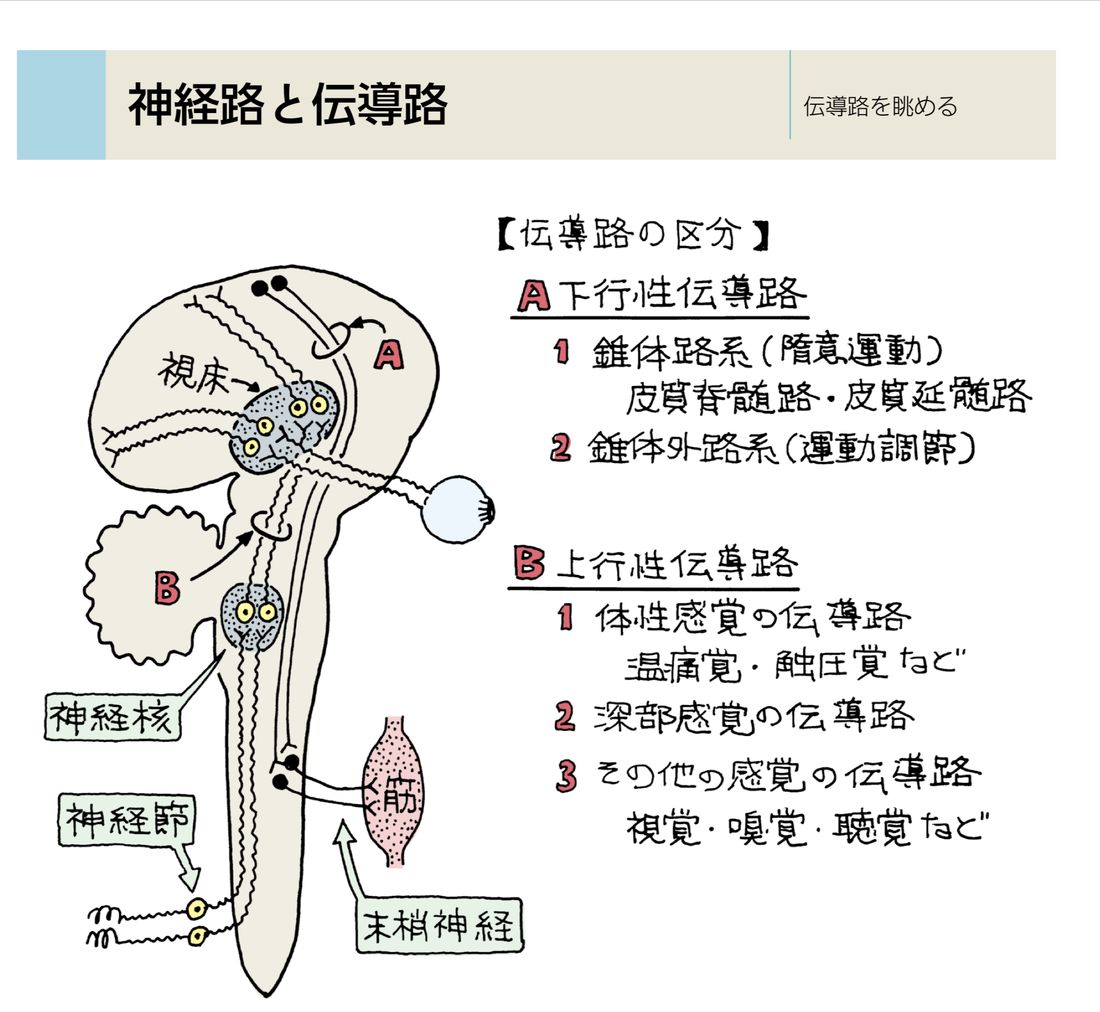 神経路と伝導路
伝導路を眺める
【伝導路の区分】
A 下行性伝導路
1 錐体路系(随意運動)
皮質脊髄路・皮質延髄路
2 錐体外路系(運動調節)
B 上行性伝導路
1 体性感覚の伝導路
温痛覚・触圧覚など
2 深部感覚の伝導路
3 その他の感覚の伝導路
視覚・嗅覚・聴覚など
A
視床
B
神経核
神経節
筋
末梢神経